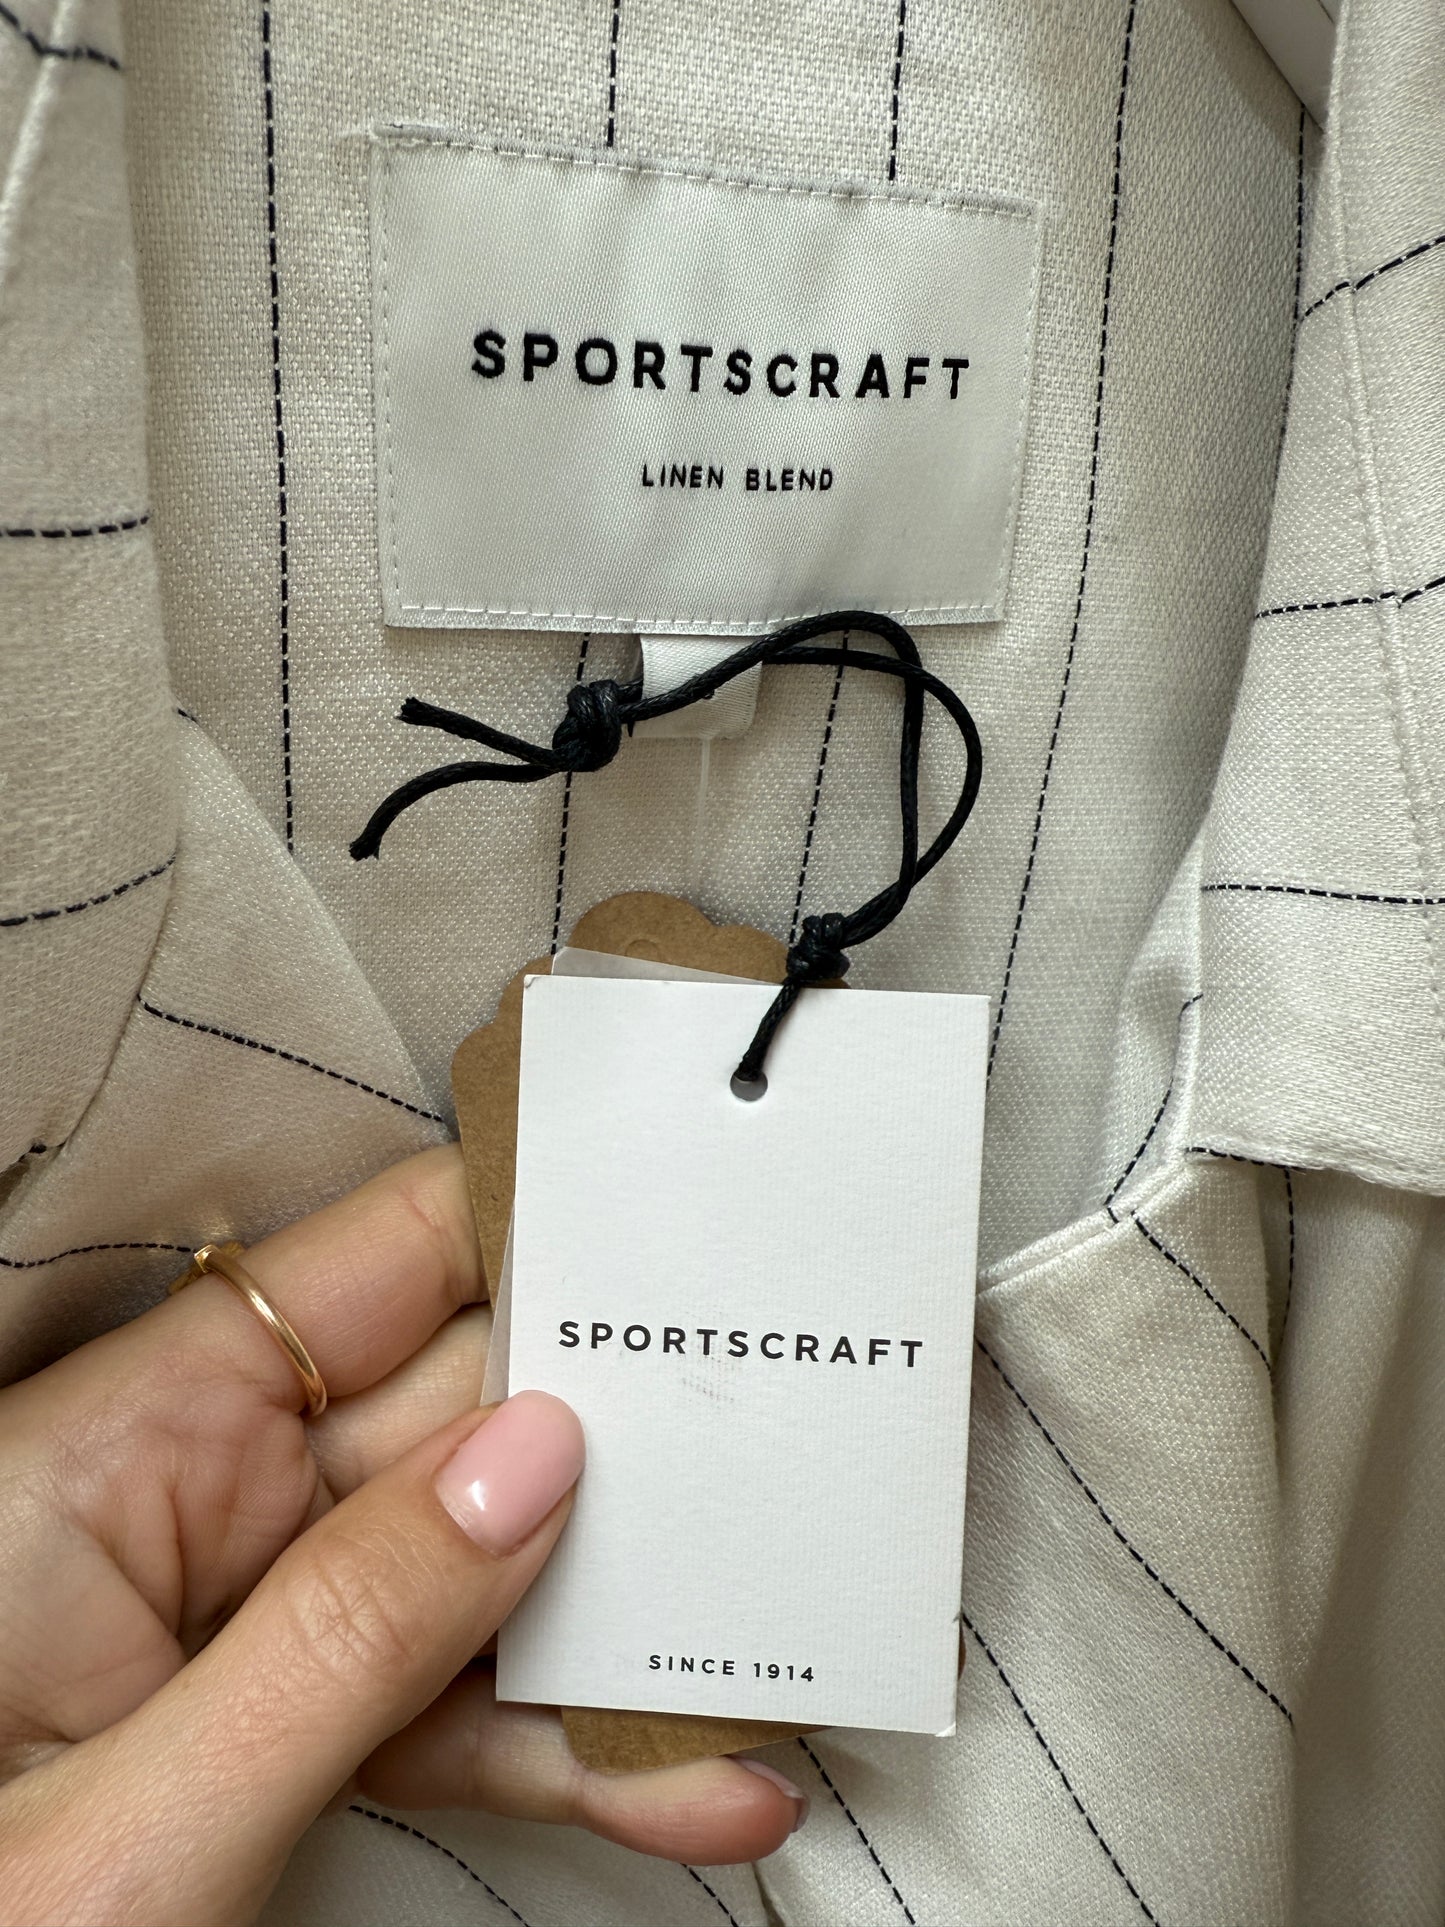 SPORTSCRAFT
LINEN BLEND
SPORTSCRAFT
SINCE 1914